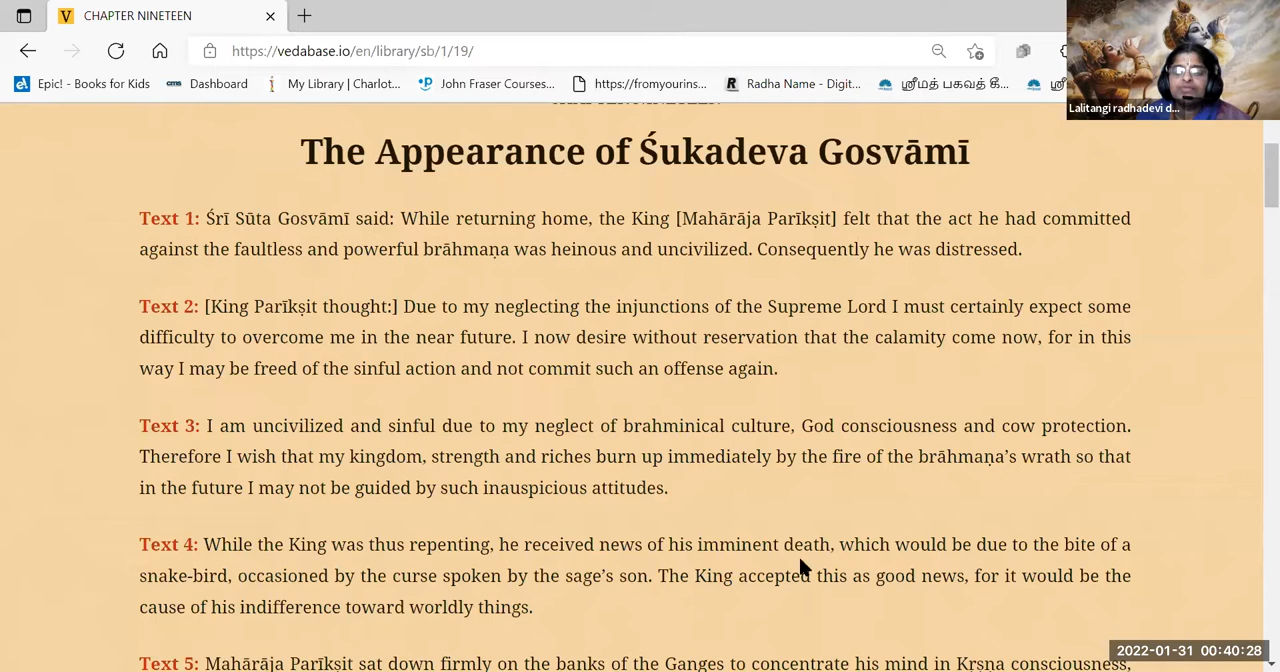 CHAPTER NINETEEN
https://vedabase.io/en/library/sb/1/19/
Epic! - Books for Kids
cms Dashboard
My Library | Charlot...
John Fraser Courses...
https://fromyourins...
R Radha Name - Digit...
ஸ்ரீமத் பகவத் கீ...
Lalitangi radhadevi d...
The Appearance of Śukadeva Gosvāmī
Text 1: Śrī Sūta Gosvāmī said: While returning home, the King [Mahārāja Parīkṣit] felt that the act he had committed
against the faultless and powerful brāhmaṇa was heinous and uncivilized. Consequently he was distressed.
Text 2: [King Parīkṣit thought:] Due to my neglecting the injunctions of the Supreme Lord I must certainly expect some
difficulty to overcome me in the near future. I now desire without reservation that the calamity come now, for in this
way I may be freed of the sinful action and not commit such an offense again.
Text 3: I am uncivilized and sinful due to my neglect of brahminical culture, God consciousness and cow protection.
Therefore I wish that my kingdom, strength and riches burn up immediately by the fire of the brāhmaṇa’s wrath so that
in the future I may not be guided by such inauspicious attitudes.
Text 4: While the King was thus repenting, he received news of his imminent death, which would be due to the bite of a
snake-bird, occasioned by the curse spoken by the sage’s son. The King accepted this as good news, for it would be the
cause of his indifference toward worldly things.
Text 5: Mahārāja Parīkṣit sat down firmly on the banks of the Ganges to concentrate his mind in Kṛṣṇa consciousness,
2022-01-31 00:40:28